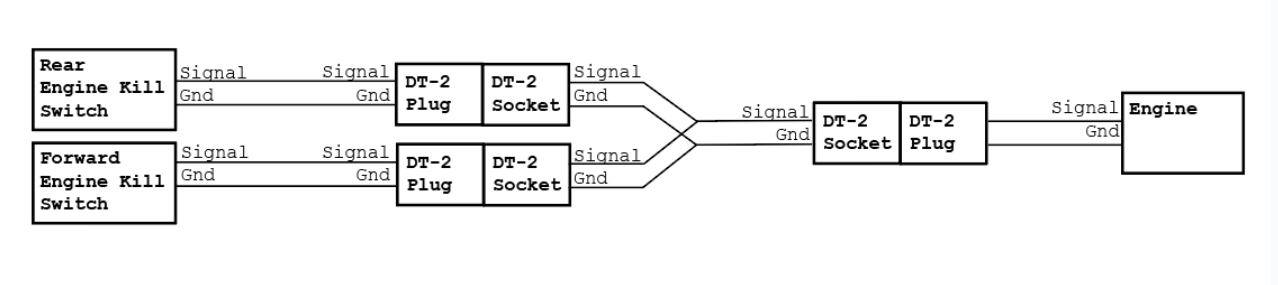 Rear
Engine Kill
Switch
Signal
Gnd
Signal
Gnd
DT-2
Plug
DT-2
Socket
Signal
Gnd
Forward
Engine Kill
Switch
Signal
Gnd
Signal
Gnd
DT-2
Plug
DT-2
Socket
Signal
Gnd
Signal
Gnd
DT-2
Socket
DT-2
Plug
Signal
Gnd
Engine